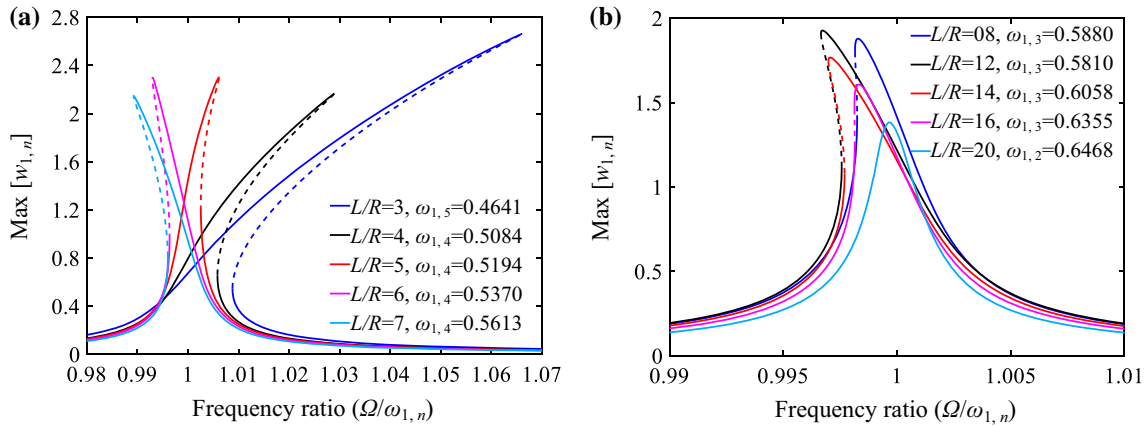 (a)
2.8
2.4
2
1.6
1.2
0.8
0.4
0
Max [w1, n]
L/R=3, ω1, 5=0.4641
L/R=4, ω1, 4=0.5084
L/R=5, ω1, 4=0.5194
L/R=6, ω1, 4=0.5370
L/R=7, ω1, 4=0.5613
0.98 0.99 1 1.01 1.02 1.03 1.04 1.05 1.06 1.07
Frequency ratio (Ω/ω1, n)
(b)
2
1.5
1
0.5
0
Max [w1, n]
L/R=08, ω1, 3=0.5880
L/R=12, ω1, 3=0.5810
L/R=14, ω1, 3=0.6058
L/R=16, ω1, 3=0.6355
L/R=20, ω1, 2=0.6468
0.99 0.995 1 1.005 1.01
Frequency ratio (Ω/ω1, n)